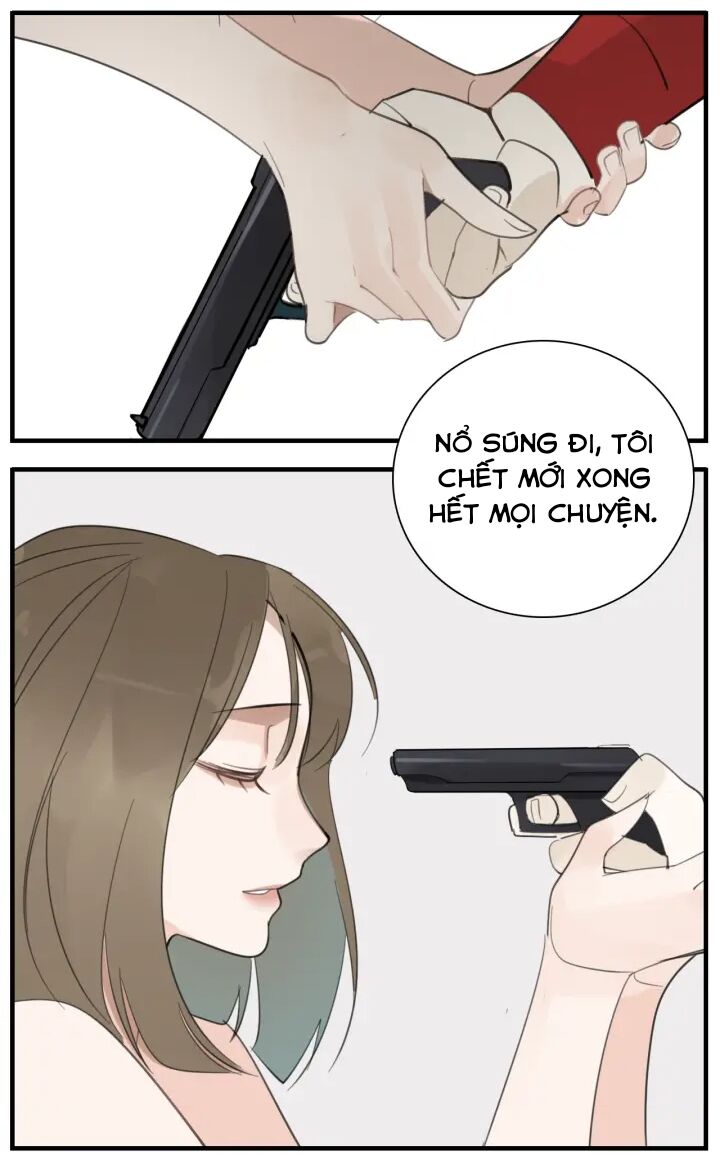 NỔ SÚNG ĐI, TÔI
CHẾT MỚI XONG
HẾT MỌI CHUYỆN.